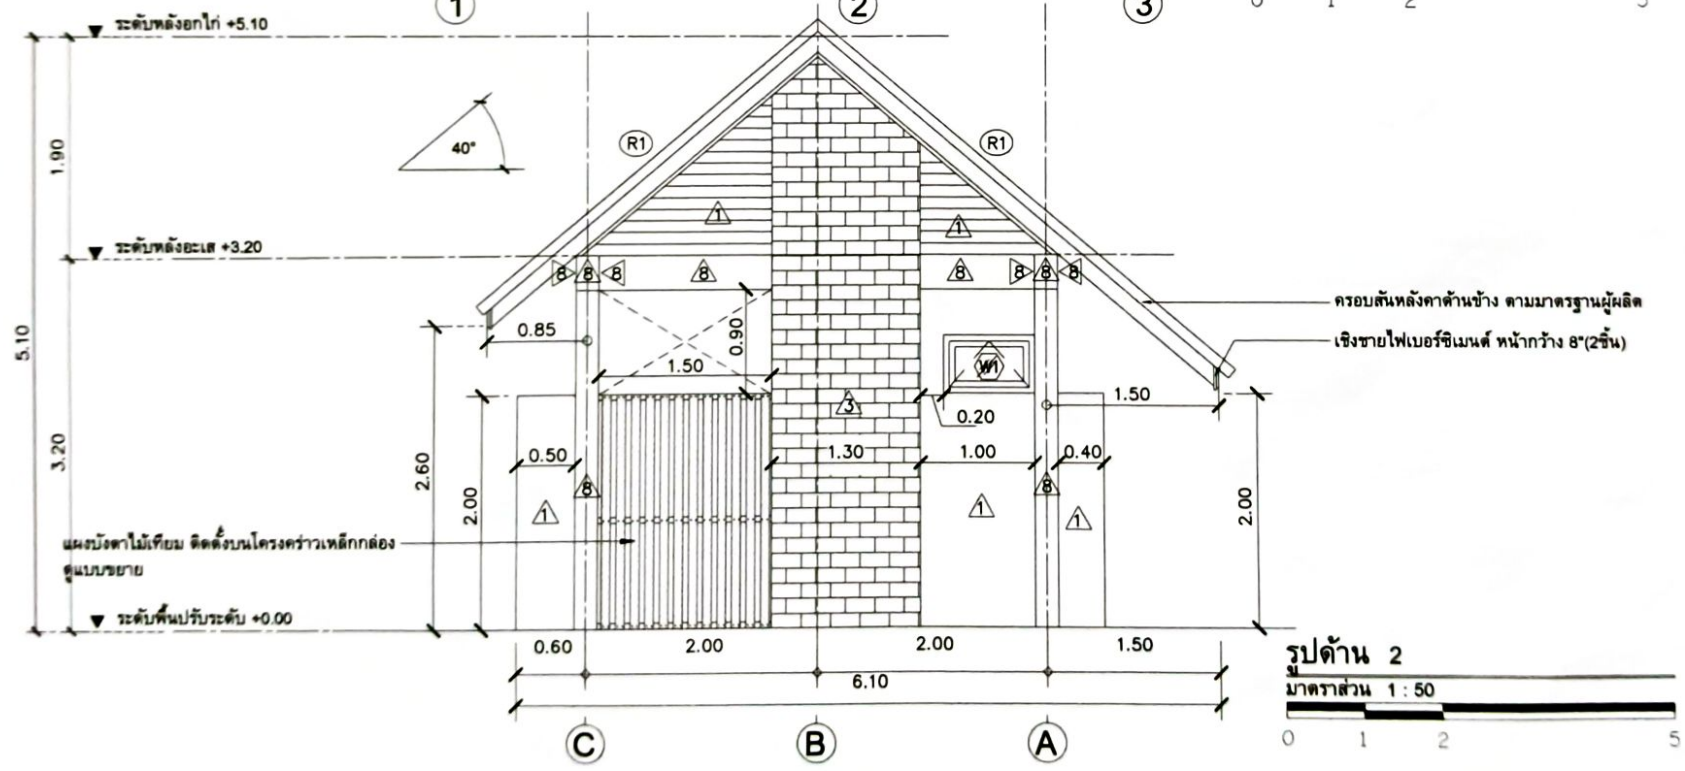 1
2
3
0 1 2 5
ระดับหลังอกไก่ +5.10
40°
R1
R1
1.90
5.10
1
1
ระดับหลังอะเส +3.20
8 8 8 8 8 8 8 8
ครอบสันหลังคาด้านข้าง ตามมาตรฐานผู้ผลิต
เชิงชายไฟเบอร์ซิเมนต์ หน้ากว้าง 8"(2ชิ้น)
0.85
0.90
1.50
W1
1.50
3
0.20
3.20
2.60
2.00
0.50
1.30
1.00
0.40
2.00
8
8
1
1
1
แผงบังตาไม้เทียม ติดตั้งบนโครงคร่าวเหล็กกล่อง
ดูแบบขยาย
ระดับพื้นปรับระดับ +0.00
0.60 2.00 2.00 1.50
6.10
C B A
รูปด้าน 2
มาตราส่วน 1 : 50
0 1 2 5